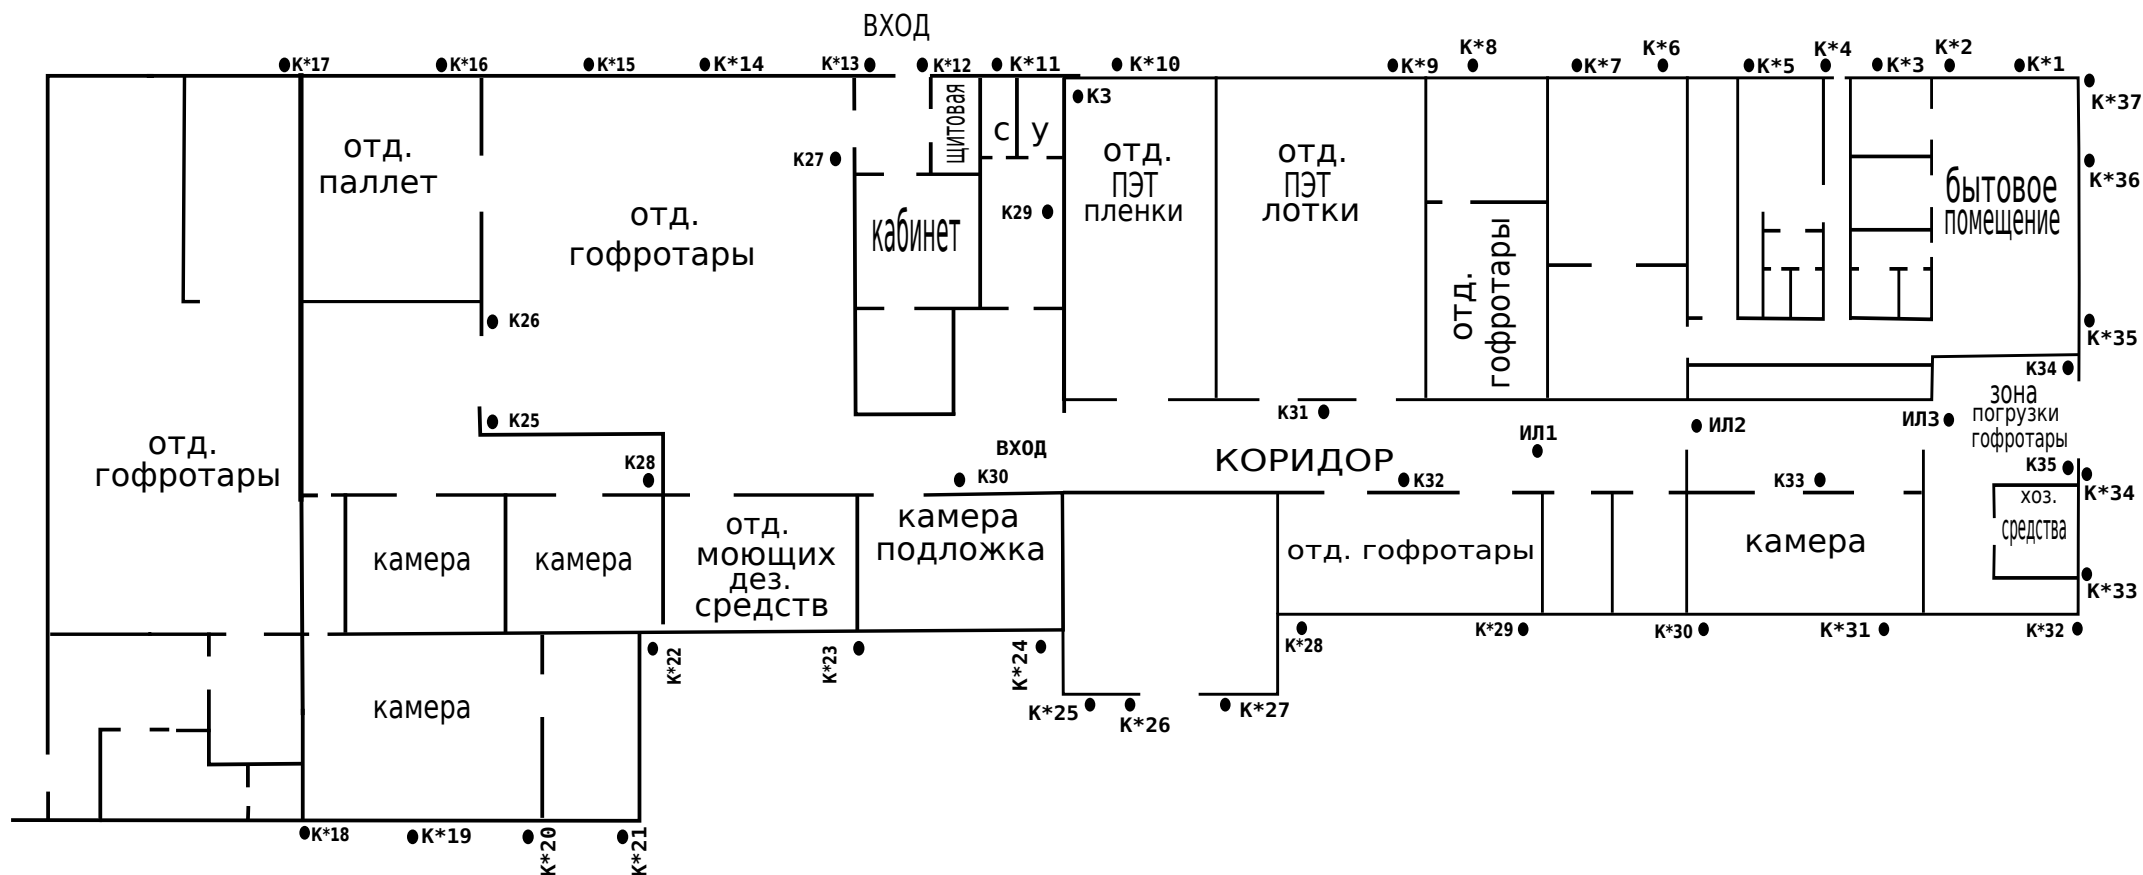 ВХОД
К*17
К*16
К*15
К*14
К*13
К*12
К*11
К*10
К*9
К*8
К*7
К*6
К*5
К*4
К*3
К*2
К*1
К*37
К3
отд.
паллет
отд.
гофротары
К27
щитовая
с у
кабинет
К29
отд.
ПЭТ
пленки
отд.
ПЭТ
лотки
отд.
гофротары
бытовое
помещение
К*36
К*35
К26
К25
К28
отд.
гофротары
ВХОД
К30
КОРИДОР
К31
К32
ИЛ1
ИЛ2
ИЛ3
К33
К34
зона
погрузки
гофротары
К35
К*34
хоз.
средства
К*33
камера
камера
отд.
моющих
дез.
средств
камера
подложка
отд. гофротары
камера
К*22
К*23
К*24
К*25
К*26
К*27
К*28
К*29
К*30
К*31
К*32
камера
К*18
К*19
К*20
К*21